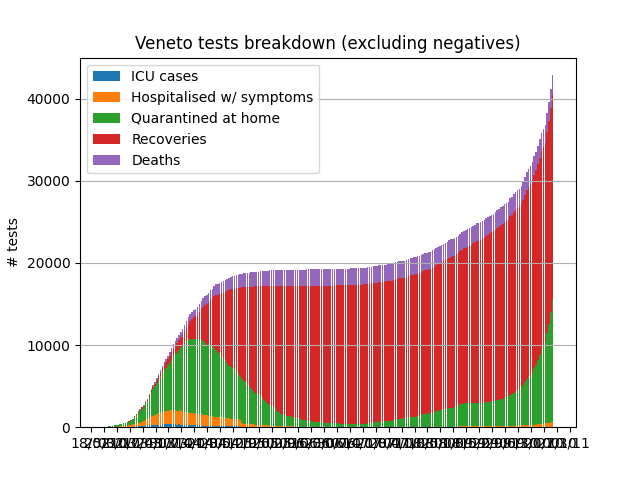 Veneto tests breakdown (excluding negatives)
ICU cases
Hospitalised w/ symptoms
Quarantined at home
Recoveries
Deaths
# tests
40000
30000
20000
10000
0